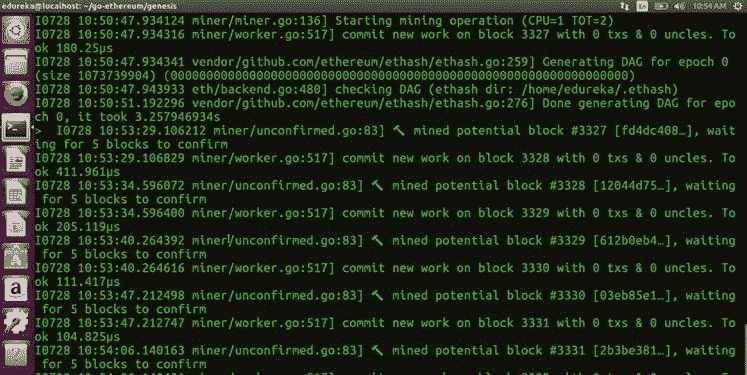 edureka@localhost: ~/go-ethereum/genesis
En
10:54 AM
I0728 10:50:47.934124 miner/miner.go:136] Starting mining operation (CPU=1 TOT=2)
I0728 10:50:47.934316 miner/worker.go:517] commit new work on block 3327 with 0 txs & 0 uncles. To
ok 180.25µs
I0728 10:50:47.934341 vendor/github.com/ethereum/ethash/ethash.go:259] Generating DAG for epoch 0
(size 1073739904) (0000000000000000000000000000000000000000000000000000000000000000)
I0728 10:50:47.943933 eth/backend.go:480] checking DAG (ethash dir: /home/edureka/.ethash)
I0728 10:50:51.192296 vendor/github.com/ethereum/ethash/ethash.go:276] Done generating DAG for epo
ch 0, it took 3.257946934s
> I0728 10:53:29.106212 miner/unconfirmed.go:83] 🔨 mined potential block #3327 [fd4dc408…], wait
ing for 5 blocks to confirm
I0728 10:53:29.106829 miner/worker.go:517] commit new work on block 3328 with 0 txs & 0 uncles. To
ok 411.961µs
I0728 10:53:34.596072 miner/unconfirmed.go:83] 🔨 mined potential block #3328 [12044d75…], waiting
for 5 blocks to confirm
I0728 10:53:34.596400 miner/worker.go:517] commit new work on block 3329 with 0 txs & 0 uncles. To
ok 205.119µs
I0728 10:53:40.264392 miner/unconfirmed.go:83] 🔨 mined potential block #3329 [612b0eb4…], waiting
for 5 blocks to confirm
I0728 10:53:40.264616 miner/worker.go:517] commit new work on block 3330 with 0 txs & 0 uncles. To
ok 111.417µs
I0728 10:53:47.212498 miner/unconfirmed.go:83] 🔨 mined potential block #3330 [03eb85e1…], waiting
for 5 blocks to confirm
I0728 10:53:47.212747 miner/worker.go:517] commit new work on block 3331 with 0 txs & 0 uncles. To
ok 104.825µs
I0728 10:54:06.140163 miner/unconfirmed.go:83] 🔨 mined potential block #3331 [2b3be381…], waiting
for 5 blocks to confirm